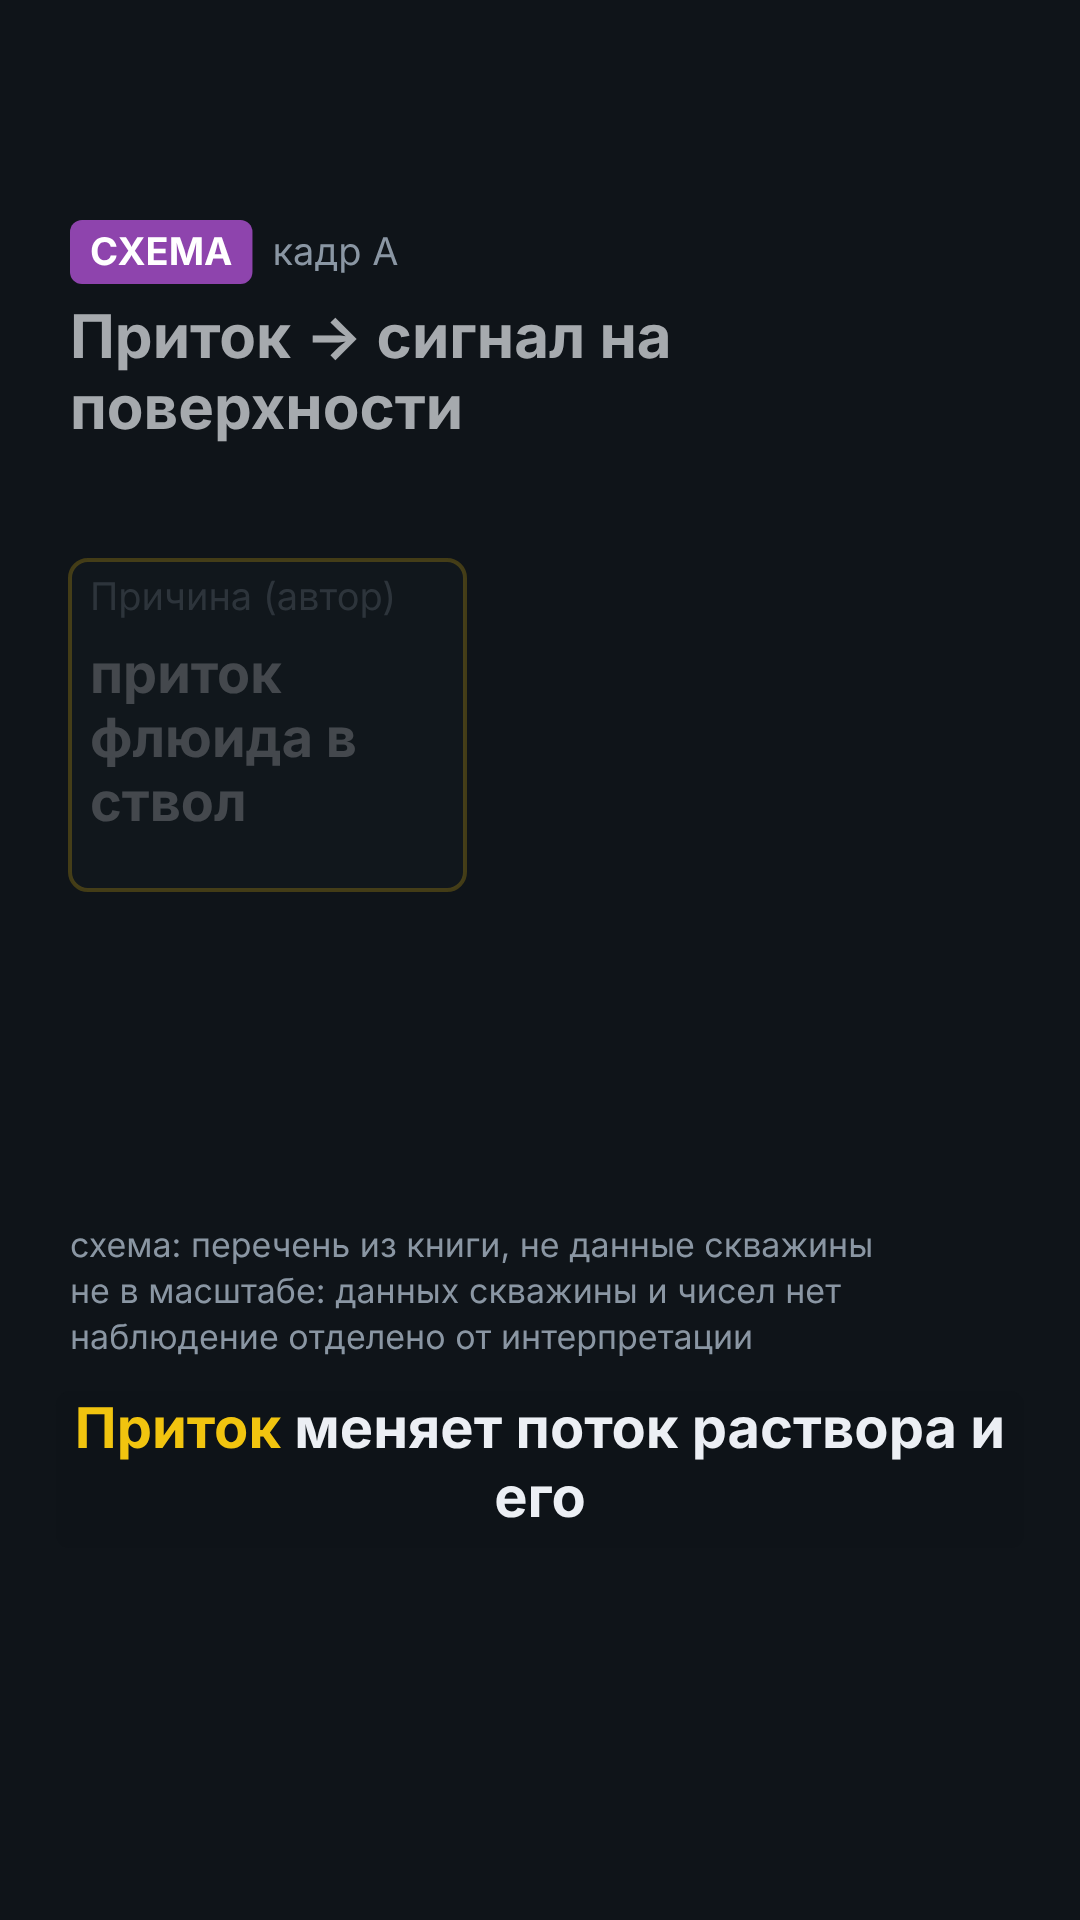 СХЕМА кадр А
Приток → сигнал на
поверхности
Причина (автор)
приток
флюида в
ствол
схема: перечень из книги, не данные скважины
не в масштабе: данных скважины и чисел нет
наблюдение отделено от интерпретации
Приток меняет поток раствора и
его